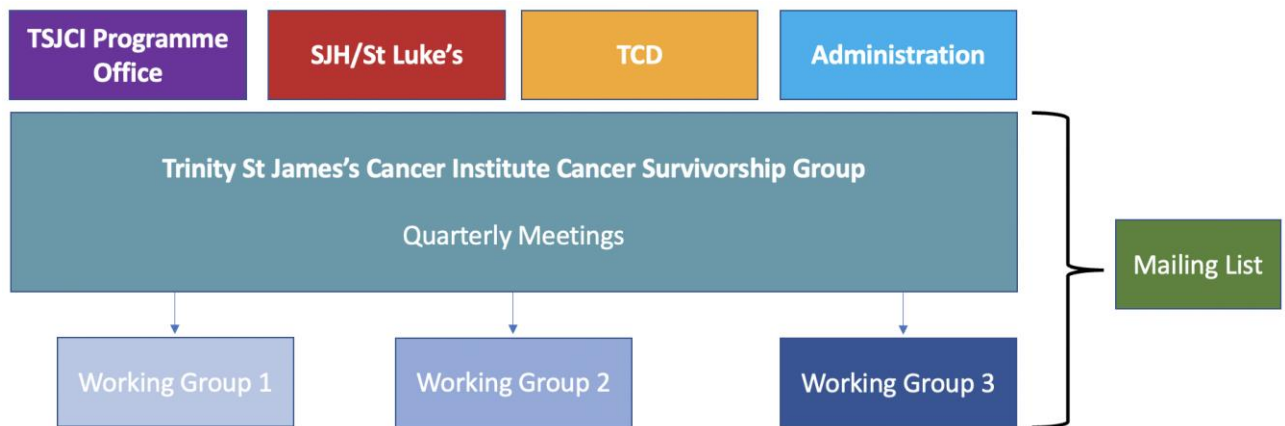 TSJCI Programme
Office
SJH/St Luke's
TCD
Administration
Trinity St James's Cancer Institute Cancer Survivorship Group
Quarterly Meetings
Mailing List
Working Group 1
Working Group 2
Working Group 3